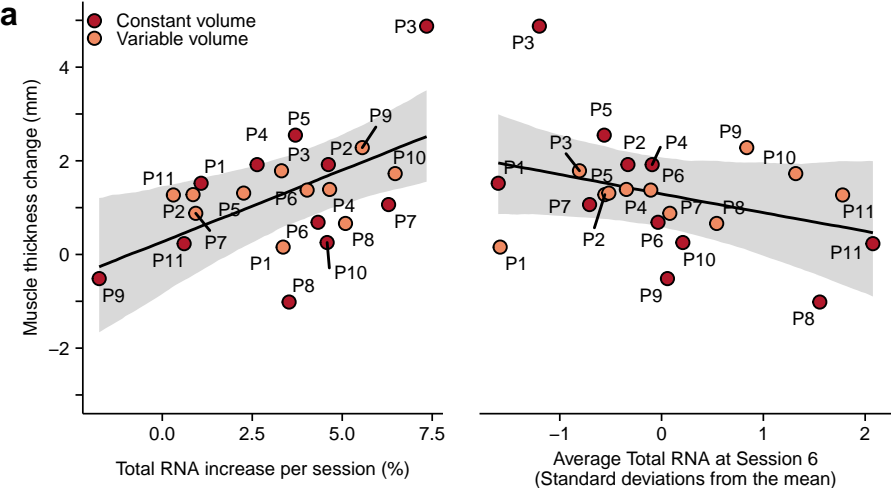 a
Constant volume
Variable volume
Muscle thickness change (mm)
4
2
0
−2
P3
P5
P4
P9
P3
P2
P10
P11
P1
P2
P5
P6
P4
P7
P7
P11
P6
P8
P1
P10
P9
P8
0.0
2.5
5.0
7.5
Total RNA increase per session (%)
P3
P5
P3
P2
P4
P9
P10
P1
P5
P6
P7
P4
P7
P8
P11
P2
P6
P1
P10
P11
P9
P8
−1
0
1
2
Average Total RNA at Session 6
(Standard deviations from the mean)